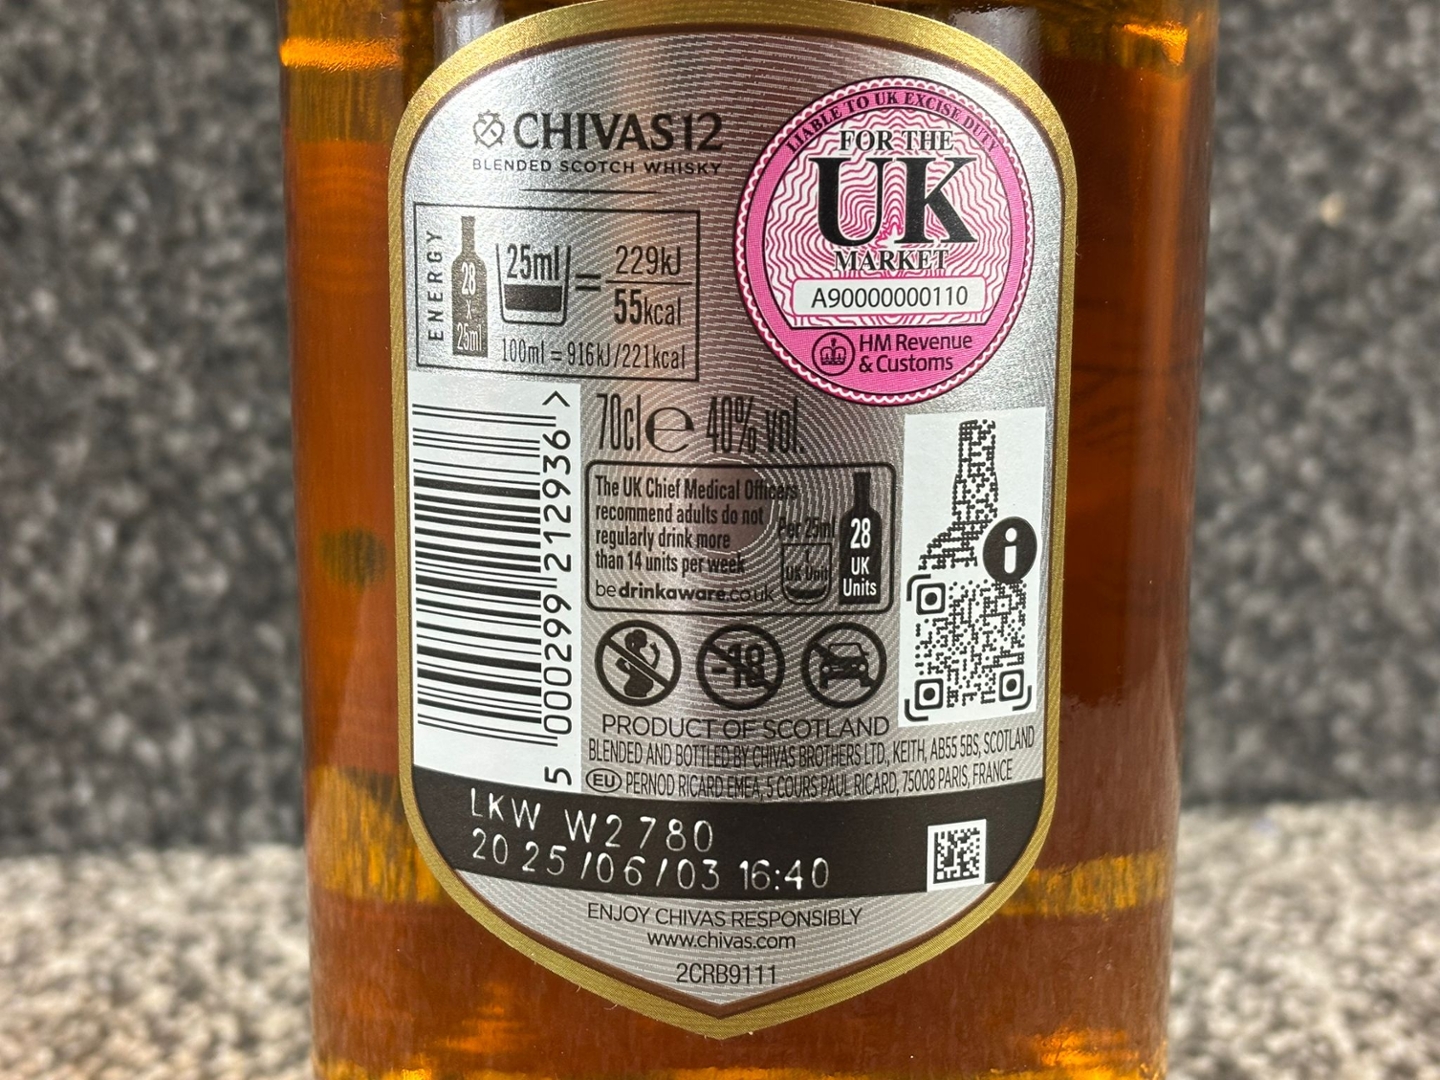 CHIVAS 12
BLENDED SCOTCH WHISKY
LIABLE TO UK EXCISE DUTY
FOR THE
UK
MARKET
A90000000110
HM Revenue
& Customs
ENERGY
28
x
25ml
25ml
=
229kJ
55kcal
100ml = 916kJ/221kcal
70cl e 40% vol.
5 000299 212936 >
The UK Chief Medical Officers
recommend adults do not
regularly drink more
than 14 units per week
bedrinkaware.co.uk
Per 25ml
UK Unit
28
UK
Units
i
-18
PRODUCT OF SCOTLAND
BLENDED AND BOTTLED BY CHIVAS BROTHERS LTD., KEITH, AB55 5BS, SCOTLAND
EU PERNOD RICARD EMEA, 5 COURS PAUL RICARD, 75008 PARIS, FRANCE
LKW W2780
2025/06/03 16:40
ENJOY CHIVAS RESPONSIBLY
www.chivas.com
2CRB9111